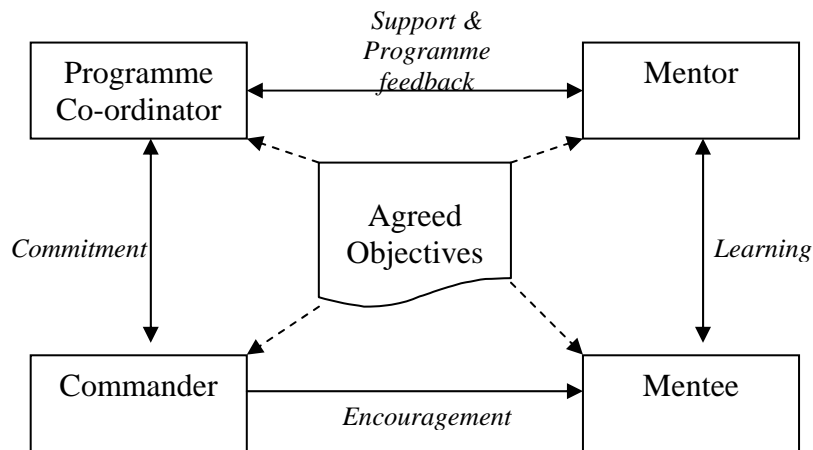 Support &
Programme
feedback
Programme
Co-ordinator
Mentor
Agreed
Objectives
Commitment
Learning
Commander
Encouragement
Mentee